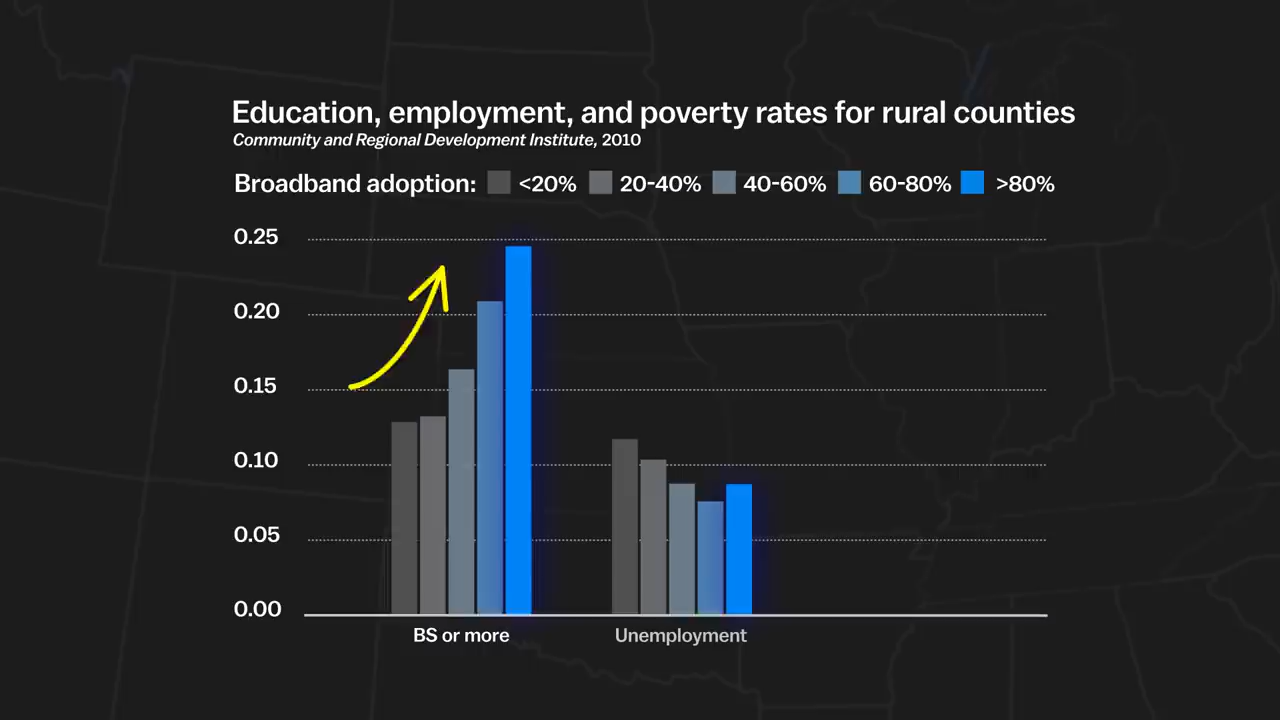 Education, employment, and poverty rates for rural counties
Community and Regional Development Institute, 2010
Broadband adoption: <20% 20-40% 40-60% 60-80% >80%
0.25
0.20
0.15
0.10
0.05
0.00
BS or more Unemployment